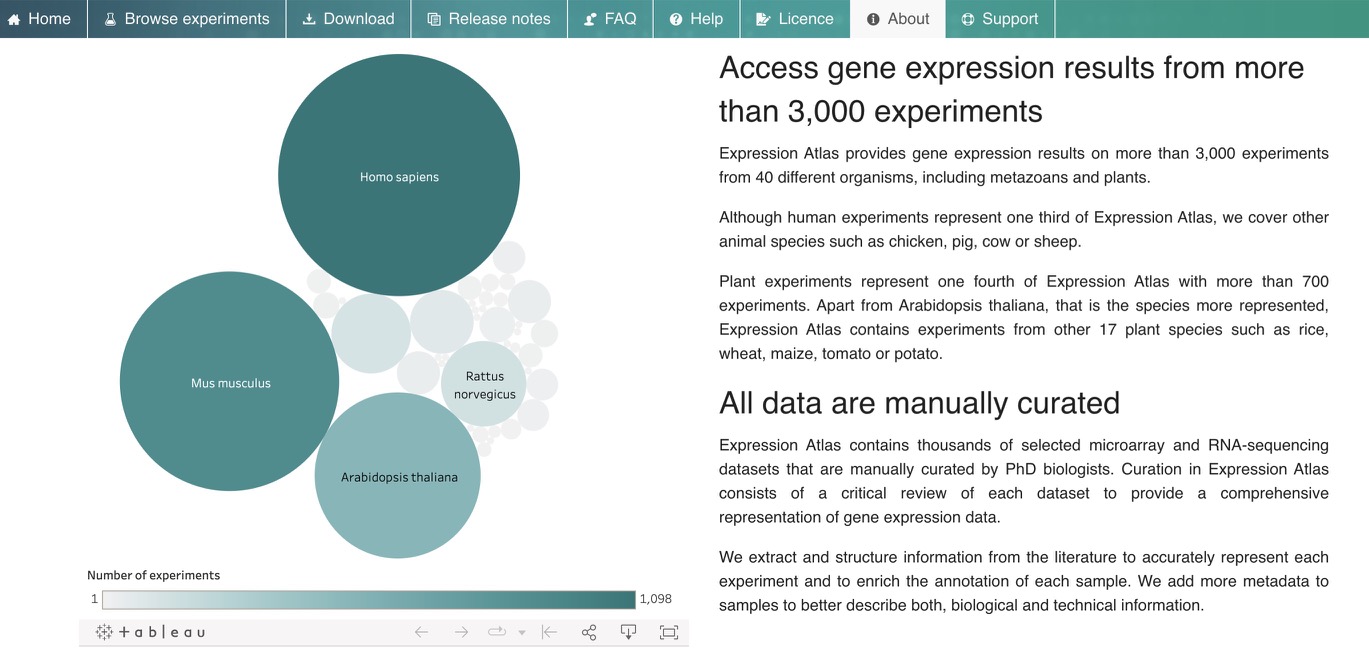 Home Browse experiments Download Release notes FAQ Help Licence About Support
Homo sapiens
Mus musculus
Rattus
norvegicus
Arabidopsis thaliana
Number of experiments
1 1,098
+ a b l e a u
Access gene expression results from more
than 3,000 experiments
Expression Atlas provides gene expression results on more than 3,000 experiments
from 40 different organisms, including metazoans and plants.
Although human experiments represent one third of Expression Atlas, we cover other
animal species such as chicken, pig, cow or sheep.
Plant experiments represent one fourth of Expression Atlas with more than 700
experiments. Apart from Arabidopsis thaliana, that is the species more represented,
Expression Atlas contains experiments from other 17 plant species such as rice,
wheat, maize, tomato or potato.
All data are manually curated
Expression Atlas contains thousands of selected microarray and RNA-sequencing
datasets that are manually curated by PhD biologists. Curation in Expression Atlas
consists of a critical review of each dataset to provide a comprehensive
representation of gene expression data.
We extract and structure information from the literature to accurately represent each
experiment and to enrich the annotation of each sample. We add more metadata to
samples to better describe both, biological and technical information.